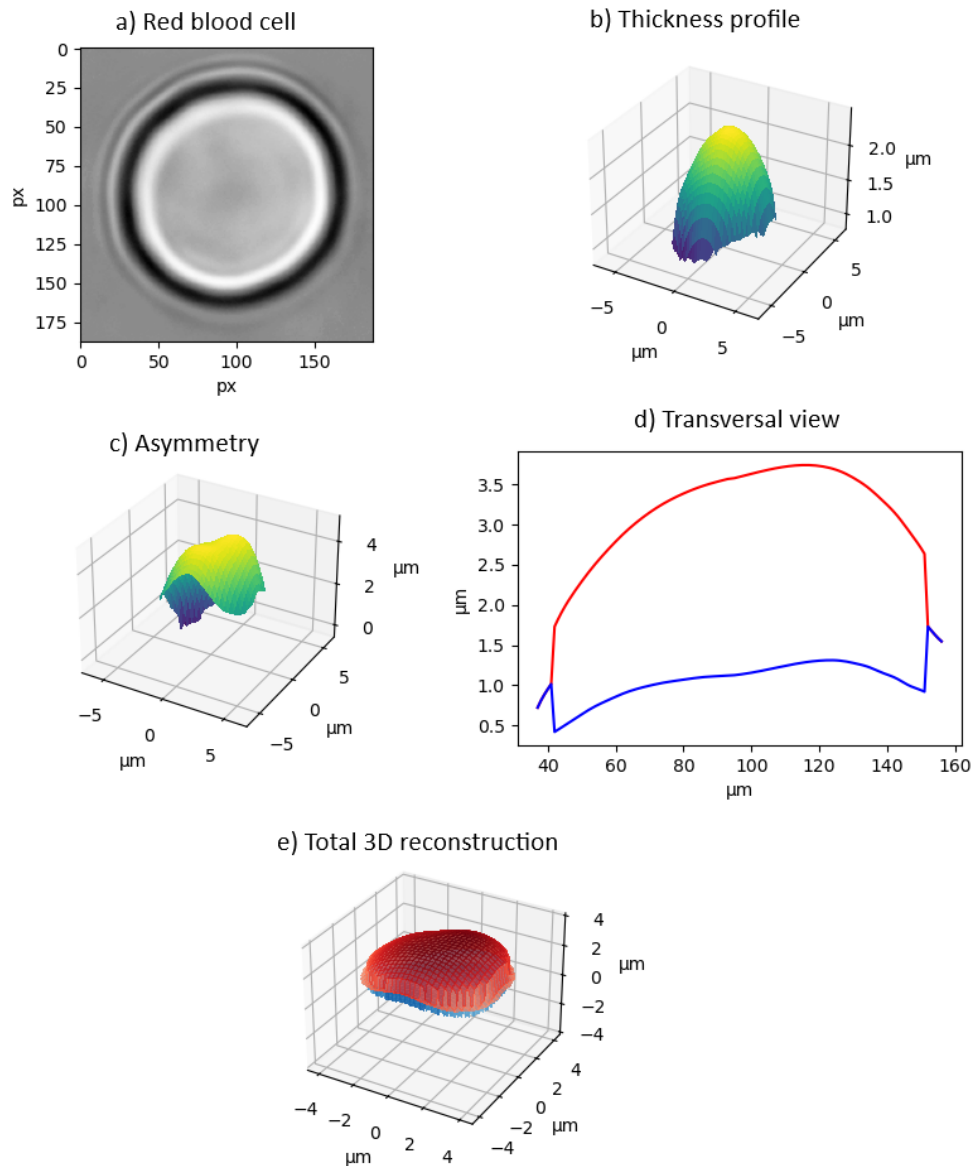 a) Red blood cell
0
25
50
75
100
125
150
175
px
0 50 100 150
px
b) Thickness profile
2.0
1.5
1.0
μm
−5
0
5
μm
5
0
−5
μm
c) Asymmetry
4
2
0
μm
−5
0
5
μm
5
0
−5
μm
d) Transversal view
3.5
3.0
2.5
2.0
1.5
1.0
0.5
μm
40 60 80 100 120 140 160
μm
e) Total 3D reconstruction
4
2
0
−2
−4
μm
−4
−2
0
2
4
μm
4
2
0
−2
−4
μm